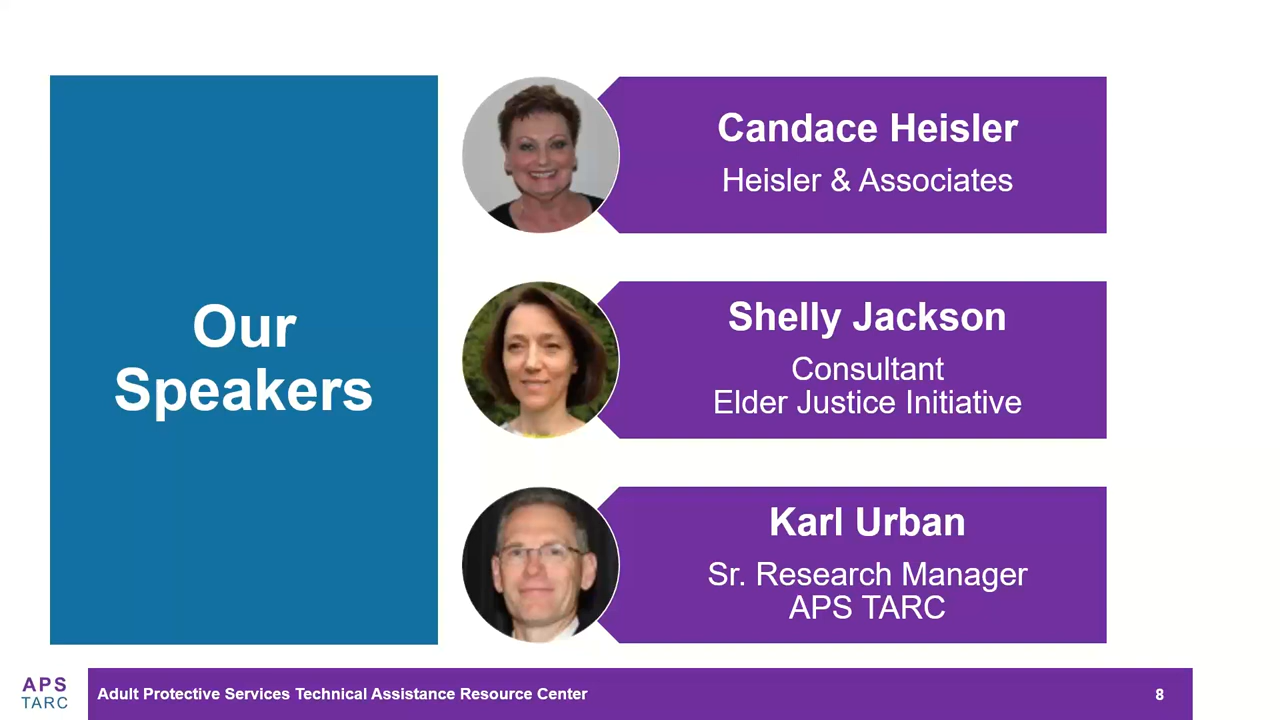 Our
Speakers
Candace Heisler
Heisler & Associates
Shelly Jackson
Consultant
Elder Justice Initiative
Karl Urban
Sr. Research Manager
APS TARC
APS
TARC
Adult Protective Services Technical Assistance Resource Center
8